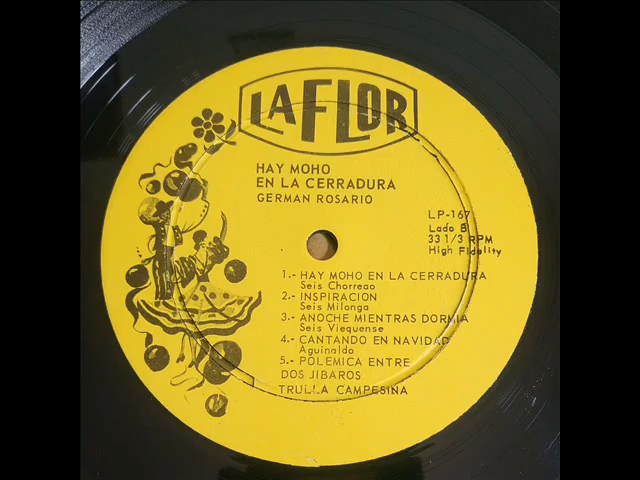 LA FLOR
HAY MOHO
EN LA CERRADURA
GERMAN ROSARIO
LP-167
Lado B
33 1/3 RPM
High Fidelity
1.- HAY MOHO EN LA CERRADURA
Seis Chorreao
2.- INSPIRACION
Seis Milonga
3.- ANOCHE MIENTRAS DORMIA
Seis Viequense
4.- CANTANDO EN NAVIDAD
Aguinaldo
5.- POLEMICA ENTRE
DOS JIBAROS
TRULLA CAMPESINA